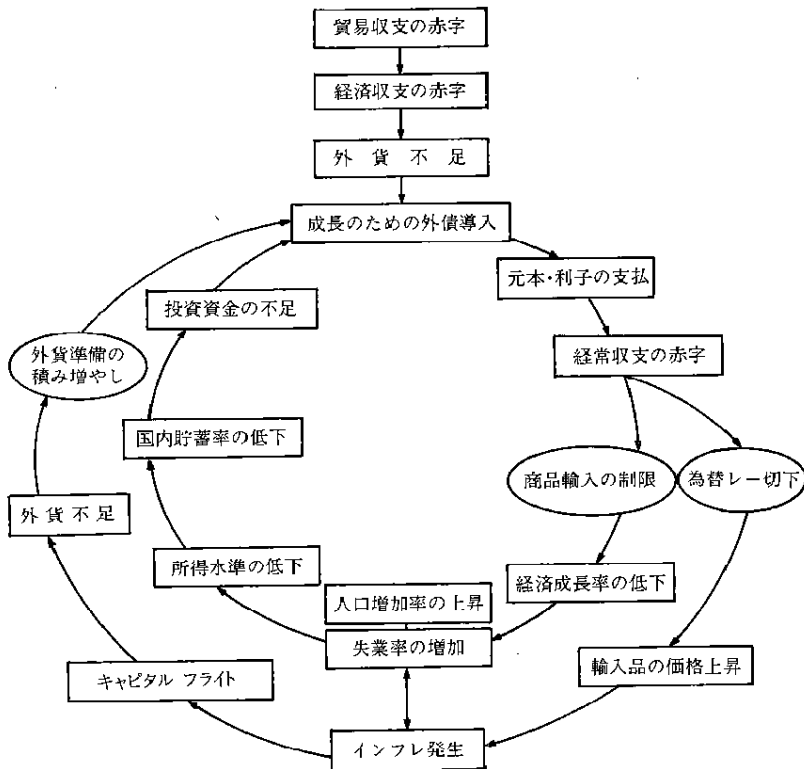 貿易収支の赤字
経済収支の赤字
外貨不足
成長のための外債導入
元本・利子の支払
投資資金の不足
外貨準備の
積み増やし
経常収支の赤字
国内貯蓄率の低下
商品輸入の制限
為替レー切下
外貨不足
所得水準の低下
経済成長率の低下
人口増加率の上昇
失業率の増加
輸入品の価格上昇
キャピタル フライト
インフレ発生